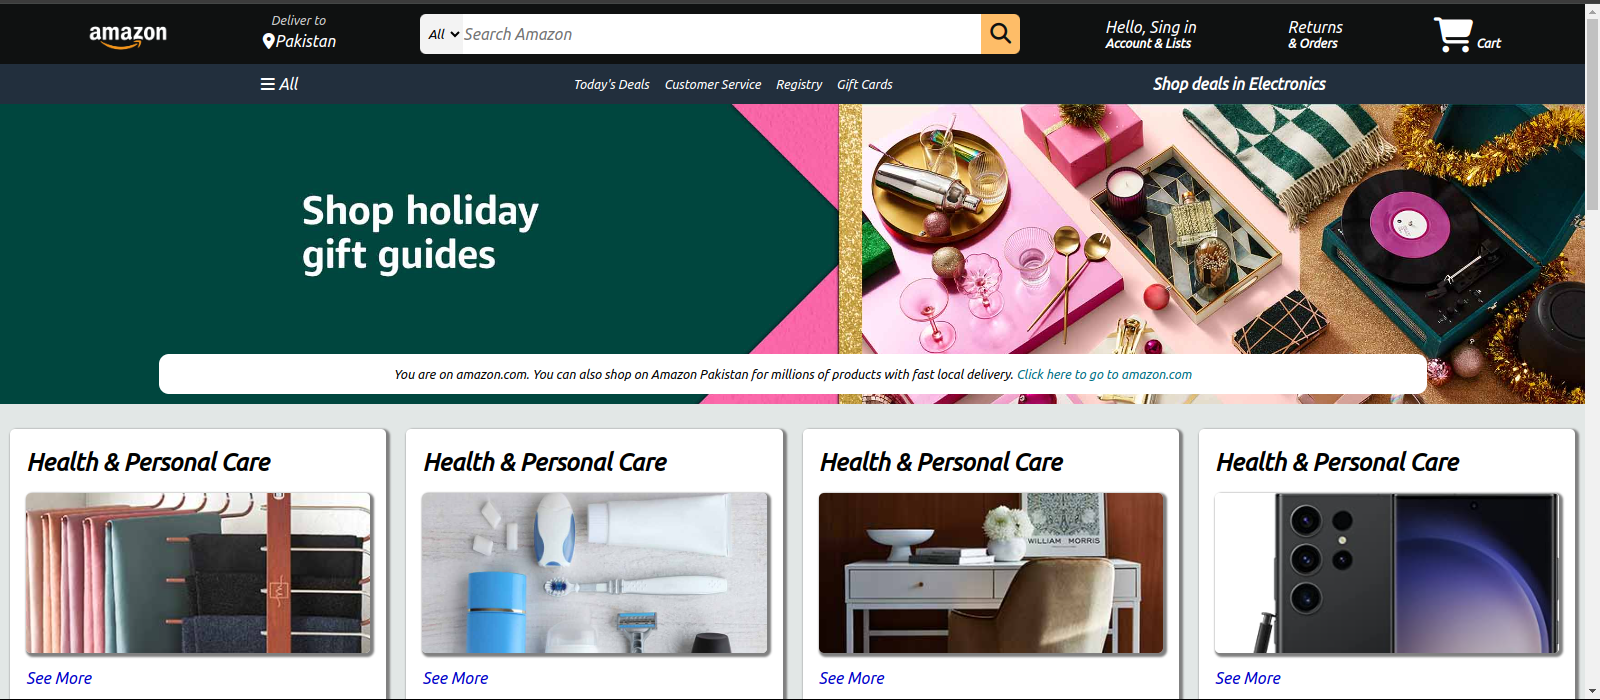 amazon
Deliver to
Pakistan
All
Search Amazon
Hello, Sing in
Account & Lists
Returns
& Orders
Cart
All
Today's Deals
Customer Service
Registry
Gift Cards
Shop deals in Electronics
Shop holiday
gift guides
You are on amazon.com. You can also shop on Amazon Pakistan for millions of products with fast local delivery. Click here to go to amazon.com
Health & Personal Care
Health & Personal Care
Health & Personal Care
Health & Personal Care
WILLIAM MORRIS
See More
See More
See More
See More